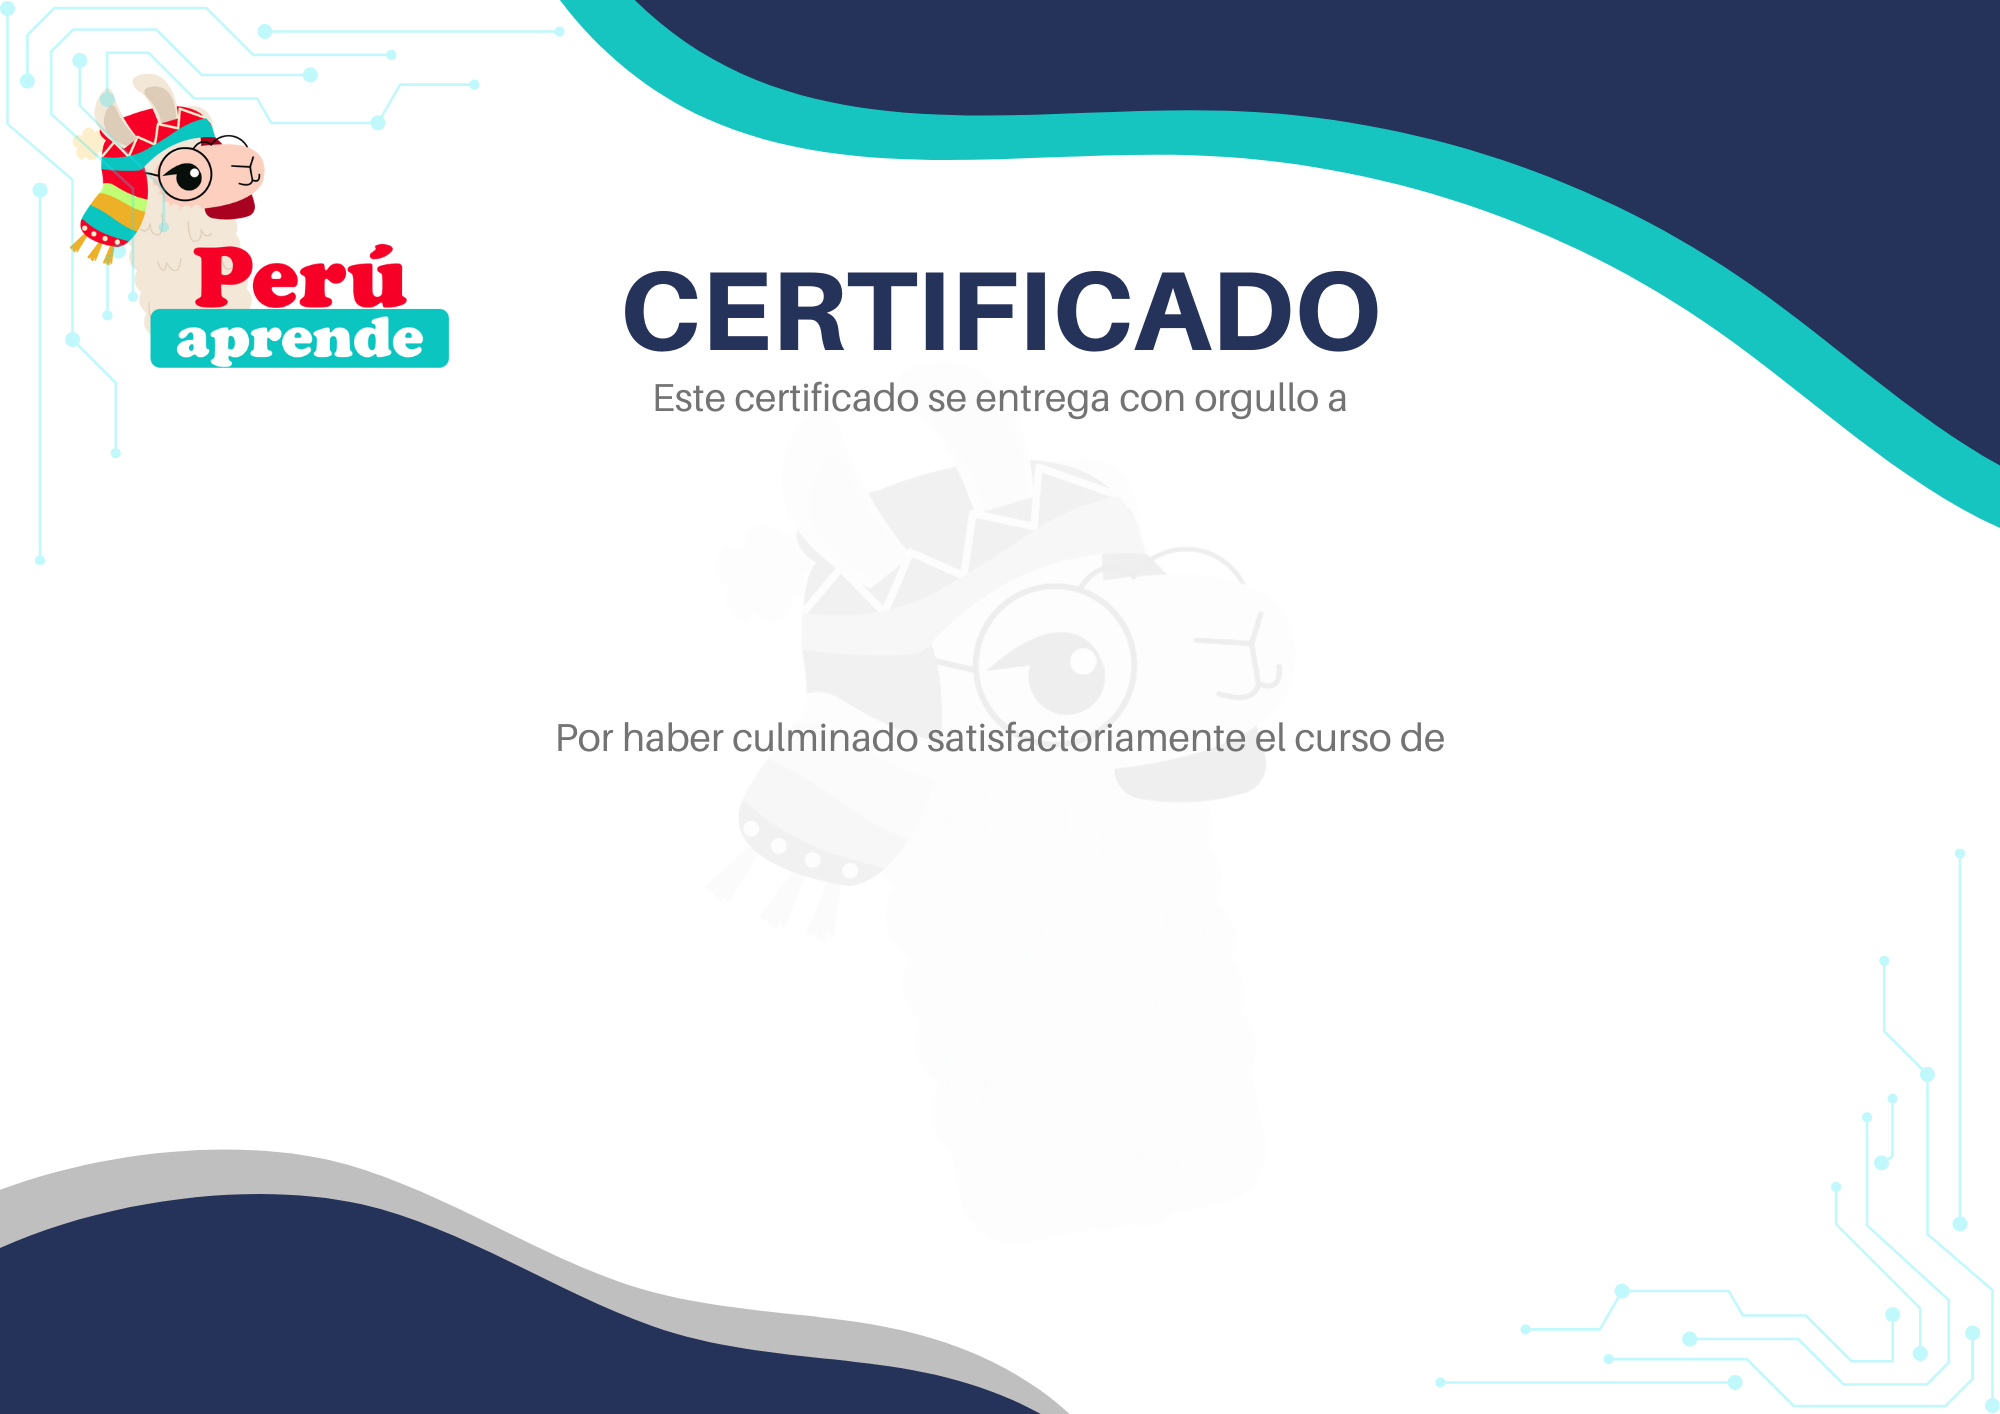 Perú
aprende
CERTIFICADO
Este certificado se entrega con orgullo a
Por haber culminado satisfactoriamente el curso de